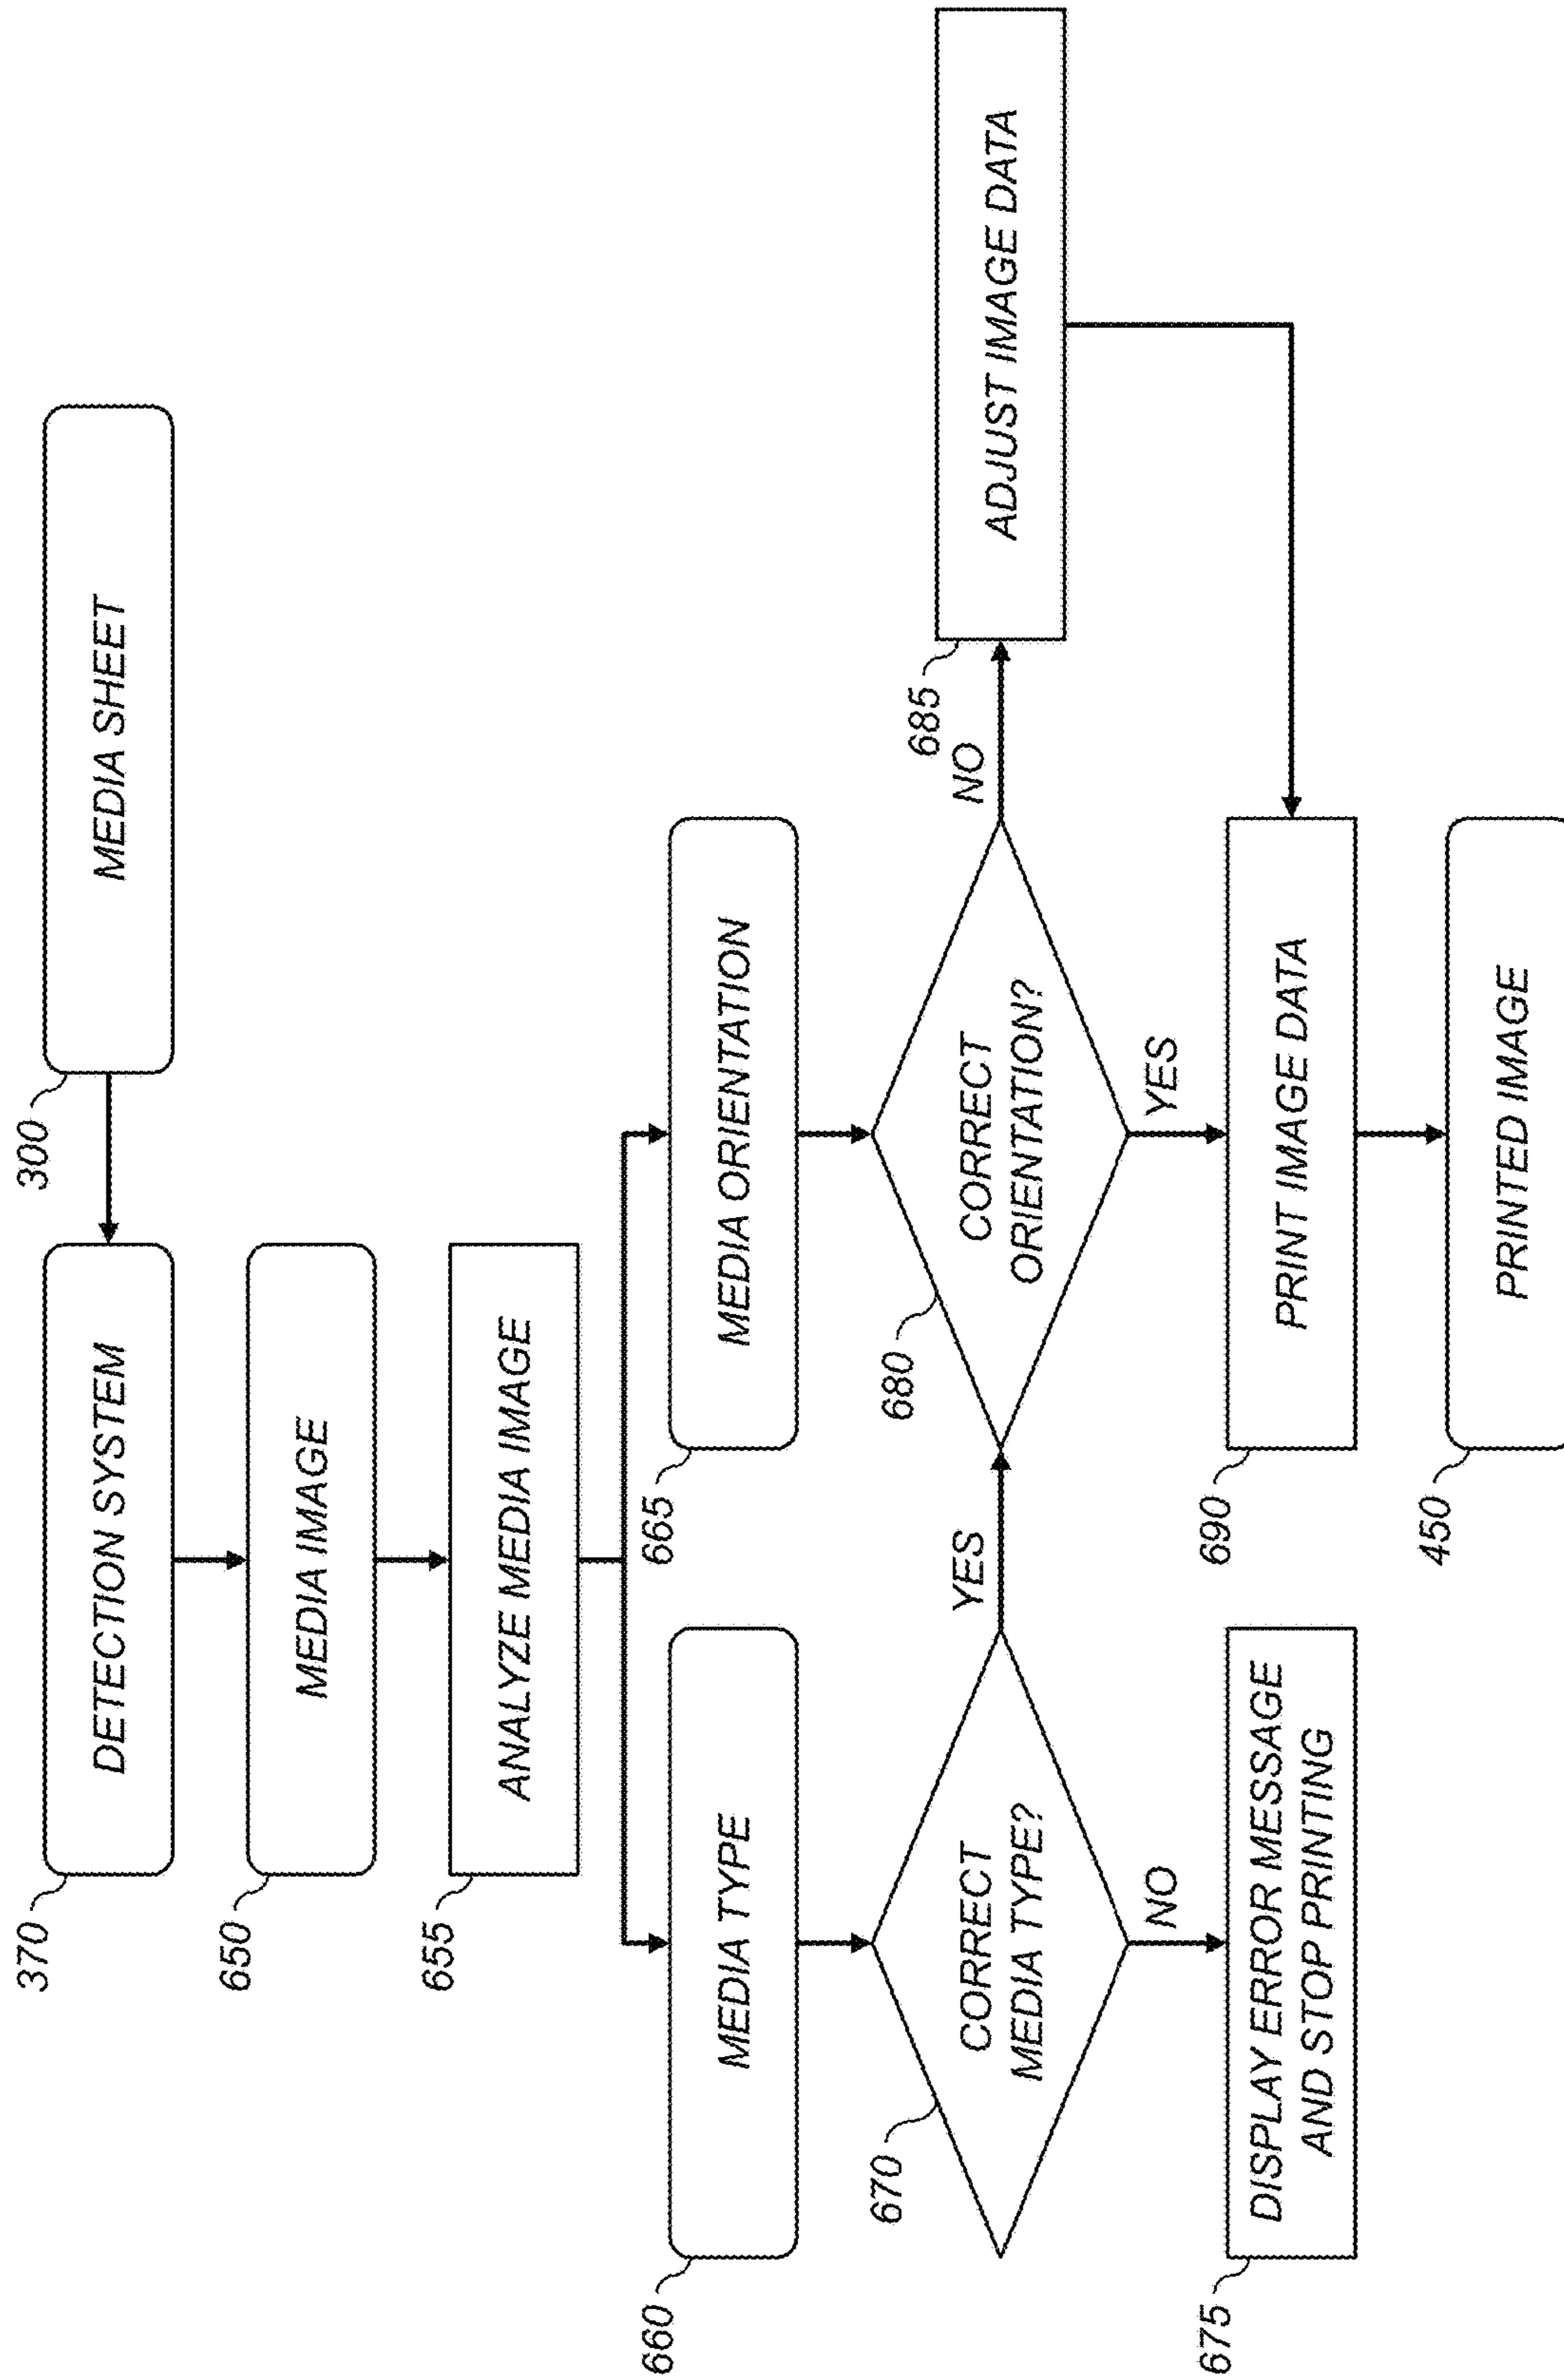 300
MEDIA SHEET
370
DETECTION SYSTEM
650
MEDIA IMAGE
655
ANALYZE MEDIA IMAGE
660
MEDIA TYPE
665
MEDIA ORIENTATION
670
CORRECT
MEDIA TYPE?
YES
NO
680
CORRECT
ORIENTATION?
NO
YES
685
ADJUST IMAGE DATA
675
DISPLAY ERROR MESSAGE
AND STOP PRINTING
690
PRINT IMAGE DATA
450
PRINTED IMAGE